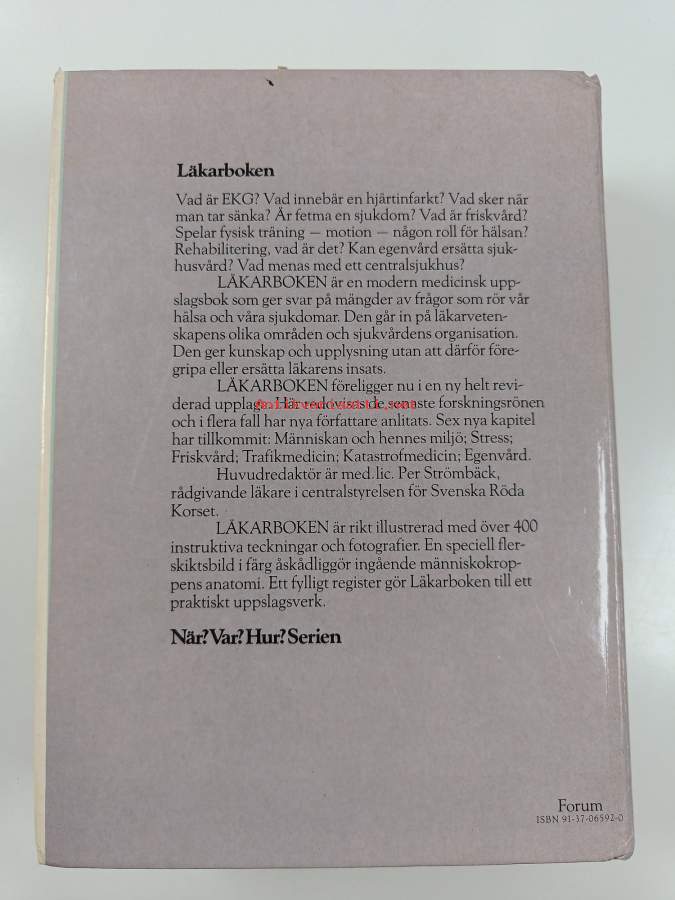 Läkarboken
Vad är EKG? Vad innebär en hjärtinfarkt? Vad sker när
man tar sänka? Är fetma en sjukdom? Vad är friskvård?
Spelar fysisk träning — motion — någon roll för hälsan?
Rehabilitering, vad är det? Kan egenvård ersätta sjuk-
husvård? Vad menas med ett centralsjukhus?
LÄKARBOKEN är en modern medicinsk upp-
slagsbok som ger svar på mängder av frågor som rör vår
hälsa och våra sjukdomar. Den går in på läkarveten-
skapens olika områden och sjukvårdens organisation.
Den ger kunskap och upplysning utan att därför före-
gripa eller ersätta läkarens insats.
LÄKARBOKEN föreligger nu i en ny helt revi-
derad upplaga. Här redovisas de senaste forskningsrönen
och i flera fall har nya författare anlitats. Sex nya kapitel
har tillkommit: Människan och hennes miljö; Stress;
Friskvård; Trafikmedicin; Katastrofmedicin; Egenvård.
Huvudredaktör är med. lic. Per Strömbäck,
rådgivande läkare i centralstyrelsen för Svenska Röda
Korset.
LÄKARBOKEN är rikt illustrerad med över 400
instruktiva teckningar och fotografier. En speciell fler-
skiktsbild i färg åskådliggör ingående människokrop-
pens anatomi. Ett fylligt register gör Läkarboken till ett
praktiskt uppslagsverk.
När? Var? Hur? Serien
Forum
ISBN 91-37-06592-0